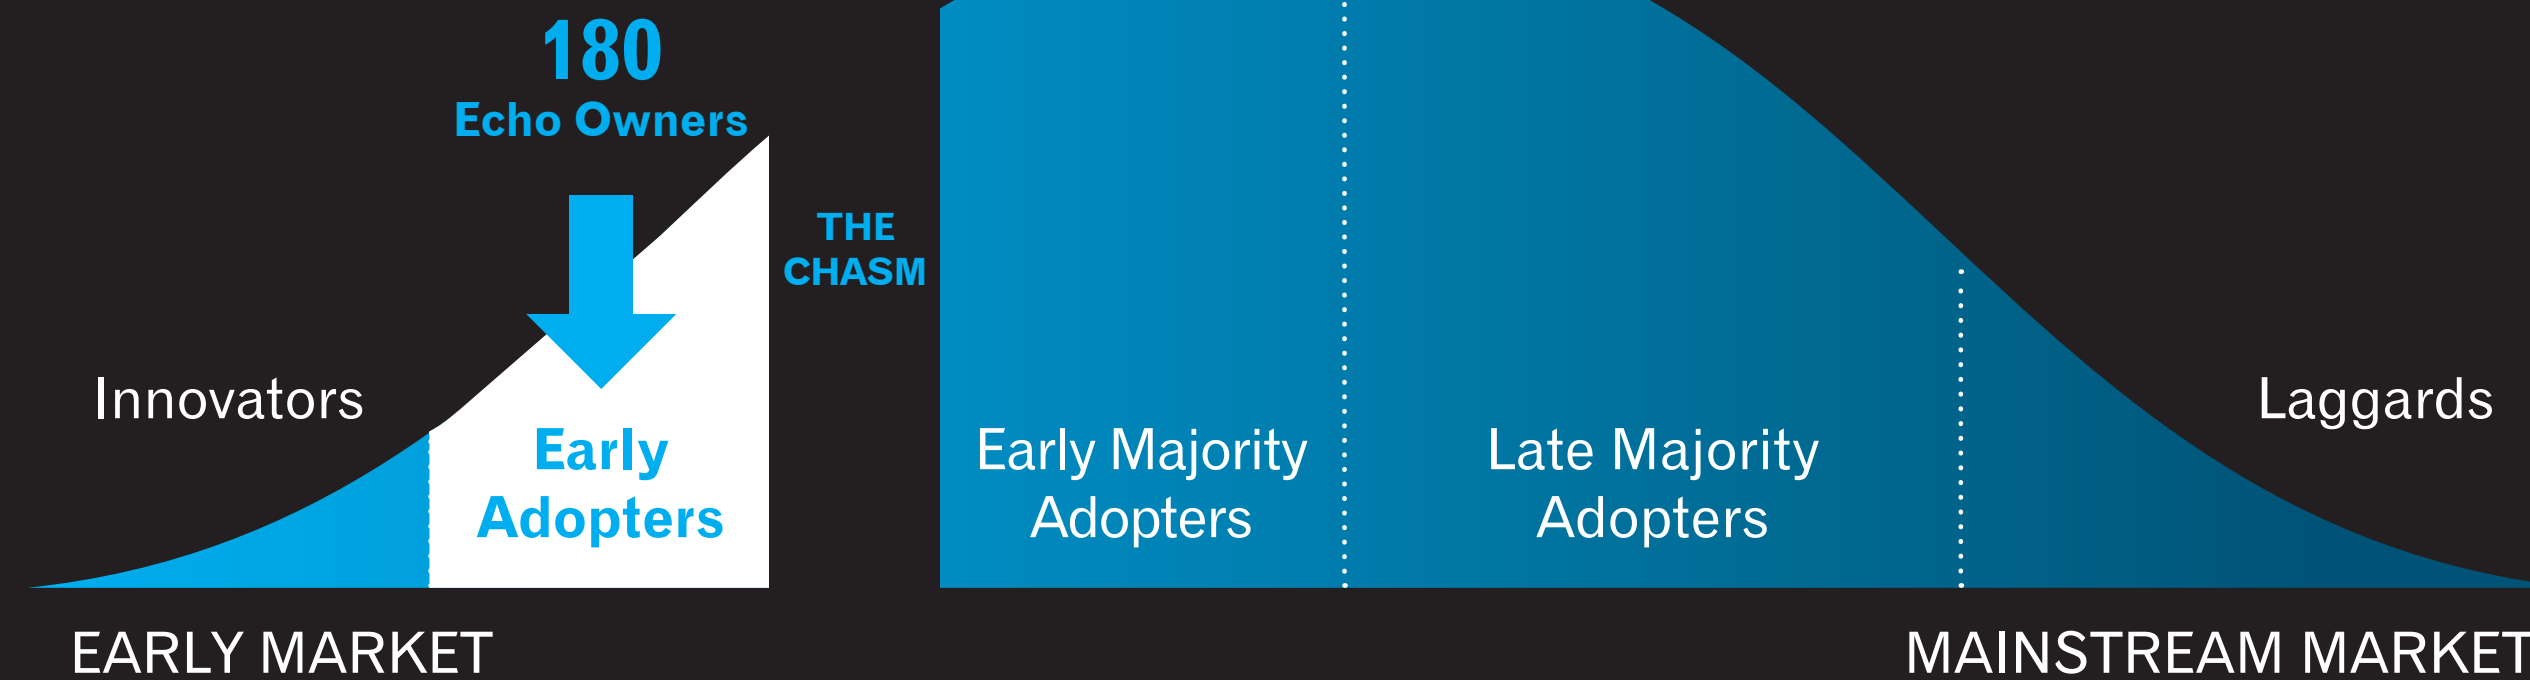 180
Echo Owners
THE
CHASM
Innovators
Early
Adopters
Early Majority
Adopters
Late Majority
Adopters
Laggards
EARLY MARKET
MAINSTREAM MARKET